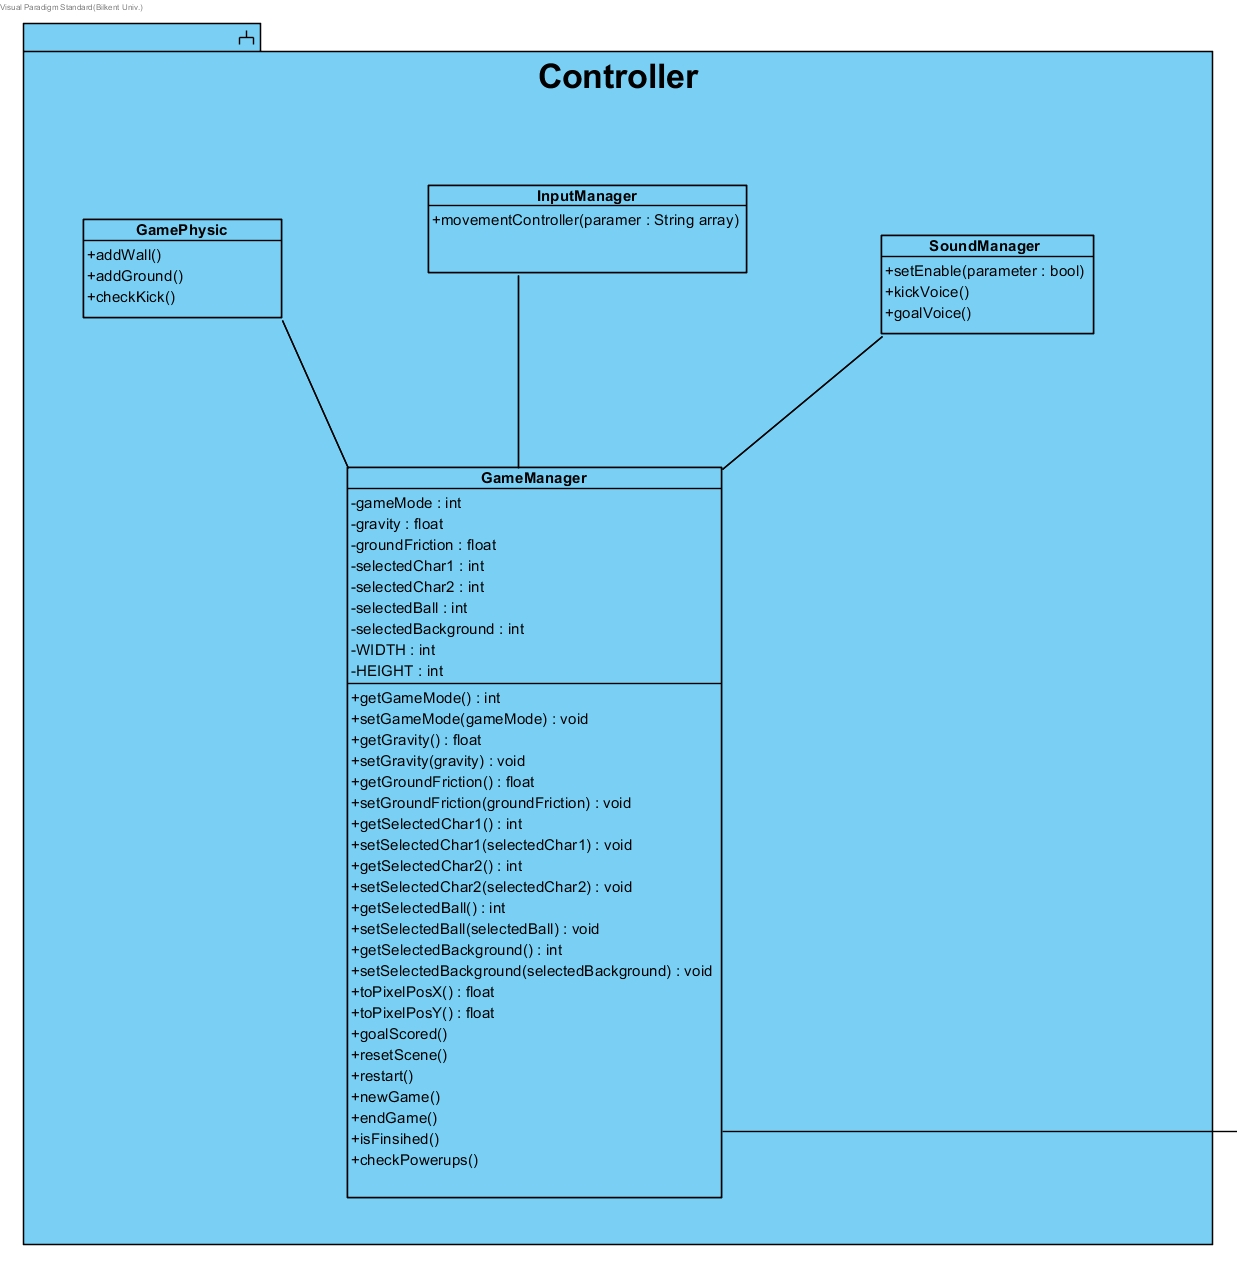 Visual Paradigm Standard(Bilkent Univ.)
Controller
GamePhysic
+addWall()
+addGround()
+checkKick()
InputManager
+movementController(paramer : String array)
SoundManager
+setEnable(parameter : bool)
+kickVoice()
+goalVoice()
GameManager
-gameMode : int
-gravity : float
-groundFriction : float
-selectedChar1 : int
-selectedChar2 : int
-selectedBall : int
-selectedBackground : int
-WIDTH : int
-HEIGHT : int
+getGameMode() : int
+setGameMode(gameMode) : void
+getGravity() : float
+setGravity(gravity) : void
+getGroundFriction() : float
+setGroundFriction(groundFriction) : void
+getSelectedChar1() : int
+setSelectedChar1(selectedChar1) : void
+getSelectedChar2() : int
+setSelectedChar2(selectedChar2) : void
+getSelectedBall() : int
+setSelectedBall(selectedBall) : void
+getSelectedBackground() : int
+setSelectedBackground(selectedBackground) : void
+toPixelPosX() : float
+toPixelPosY() : float
+goalScored()
+resetScene()
+restart()
+newGame()
+endGame()
+isFinsihed()
+checkPowerups()